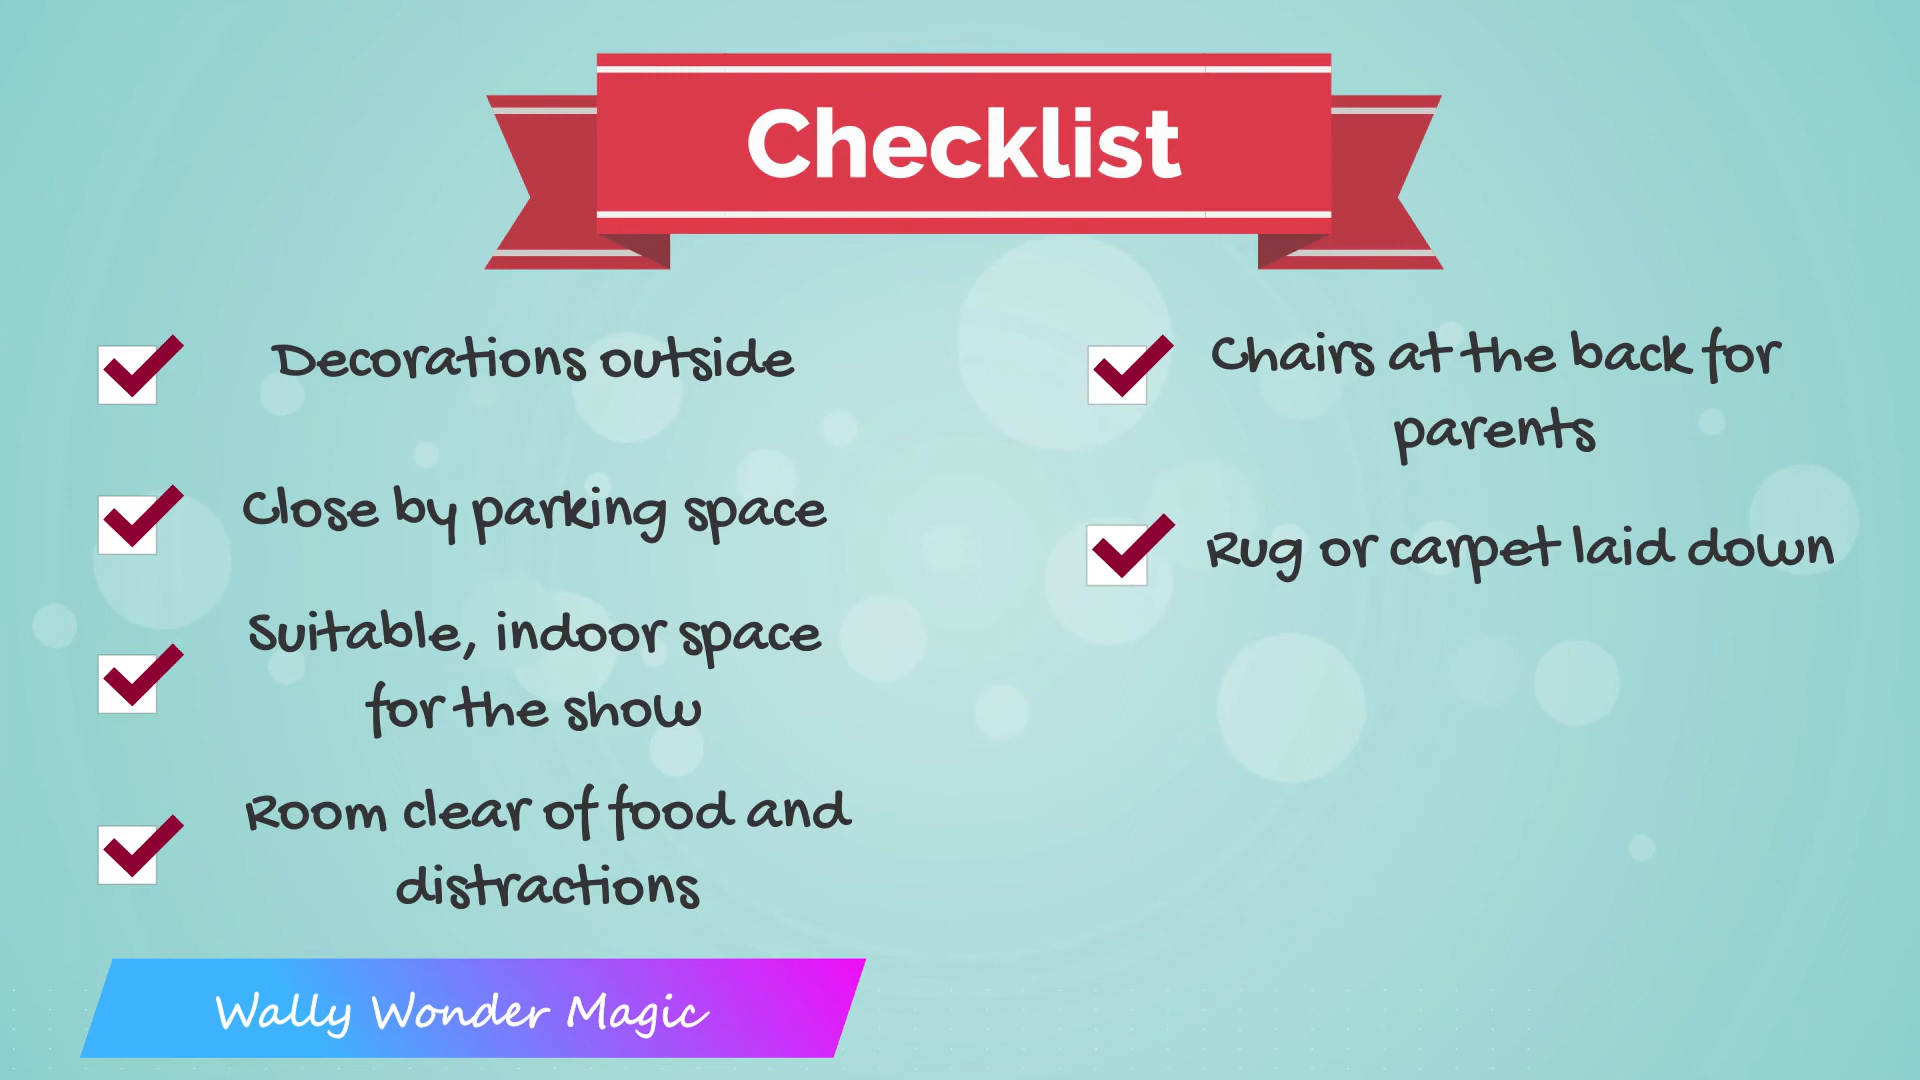 Checklist
Decorations outside
Close by parking space
Suitable, indoor space
for the show
Room clear of food and
distractions
Chairs at the back for
parents
Rug or carpet laid down
Wally Wonder Magic